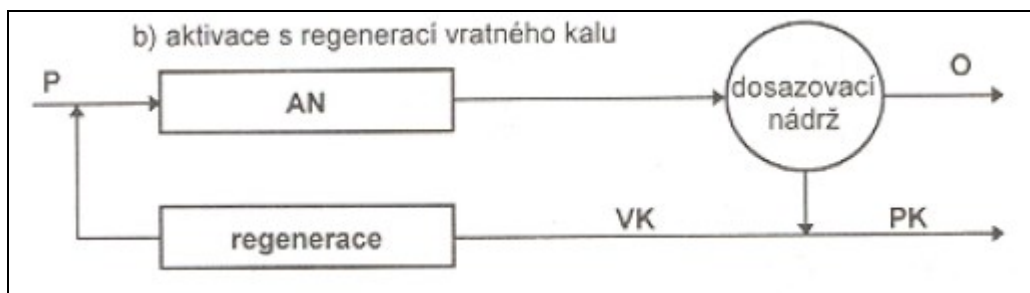 b) aktivace s regenerací vratného kalu
P
AN
dosazovací
nádrž
O
regenerace
VK
PK